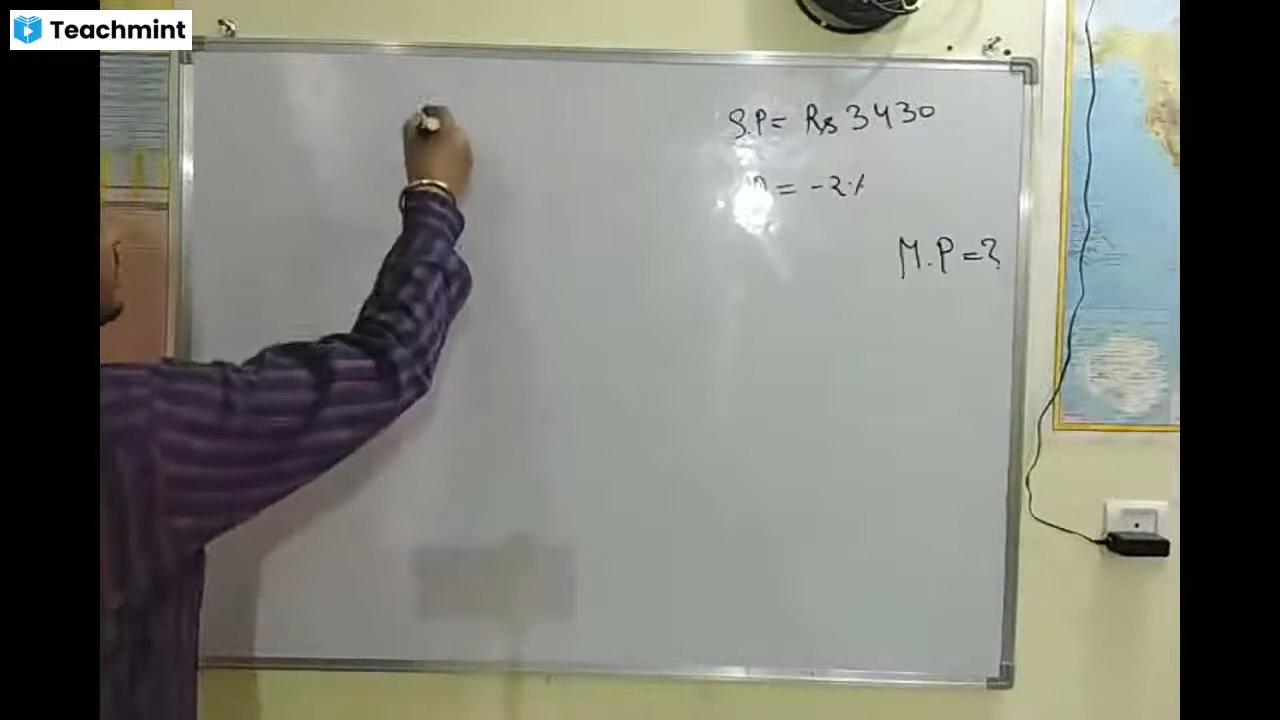 Teachmint
S.P = Rs 3430
D = -2%
M.P = ?